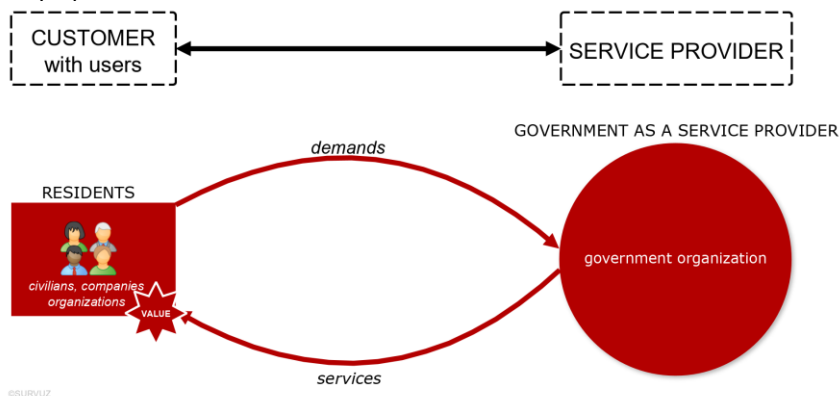 CUSTOMER
with users
SERVICE PROVIDER
GOVERNMENT AS A SERVICE PROVIDER
demands
RESIDENTS
civilians, companies
organizations
VALUE
government organization
services
©SURVUZ